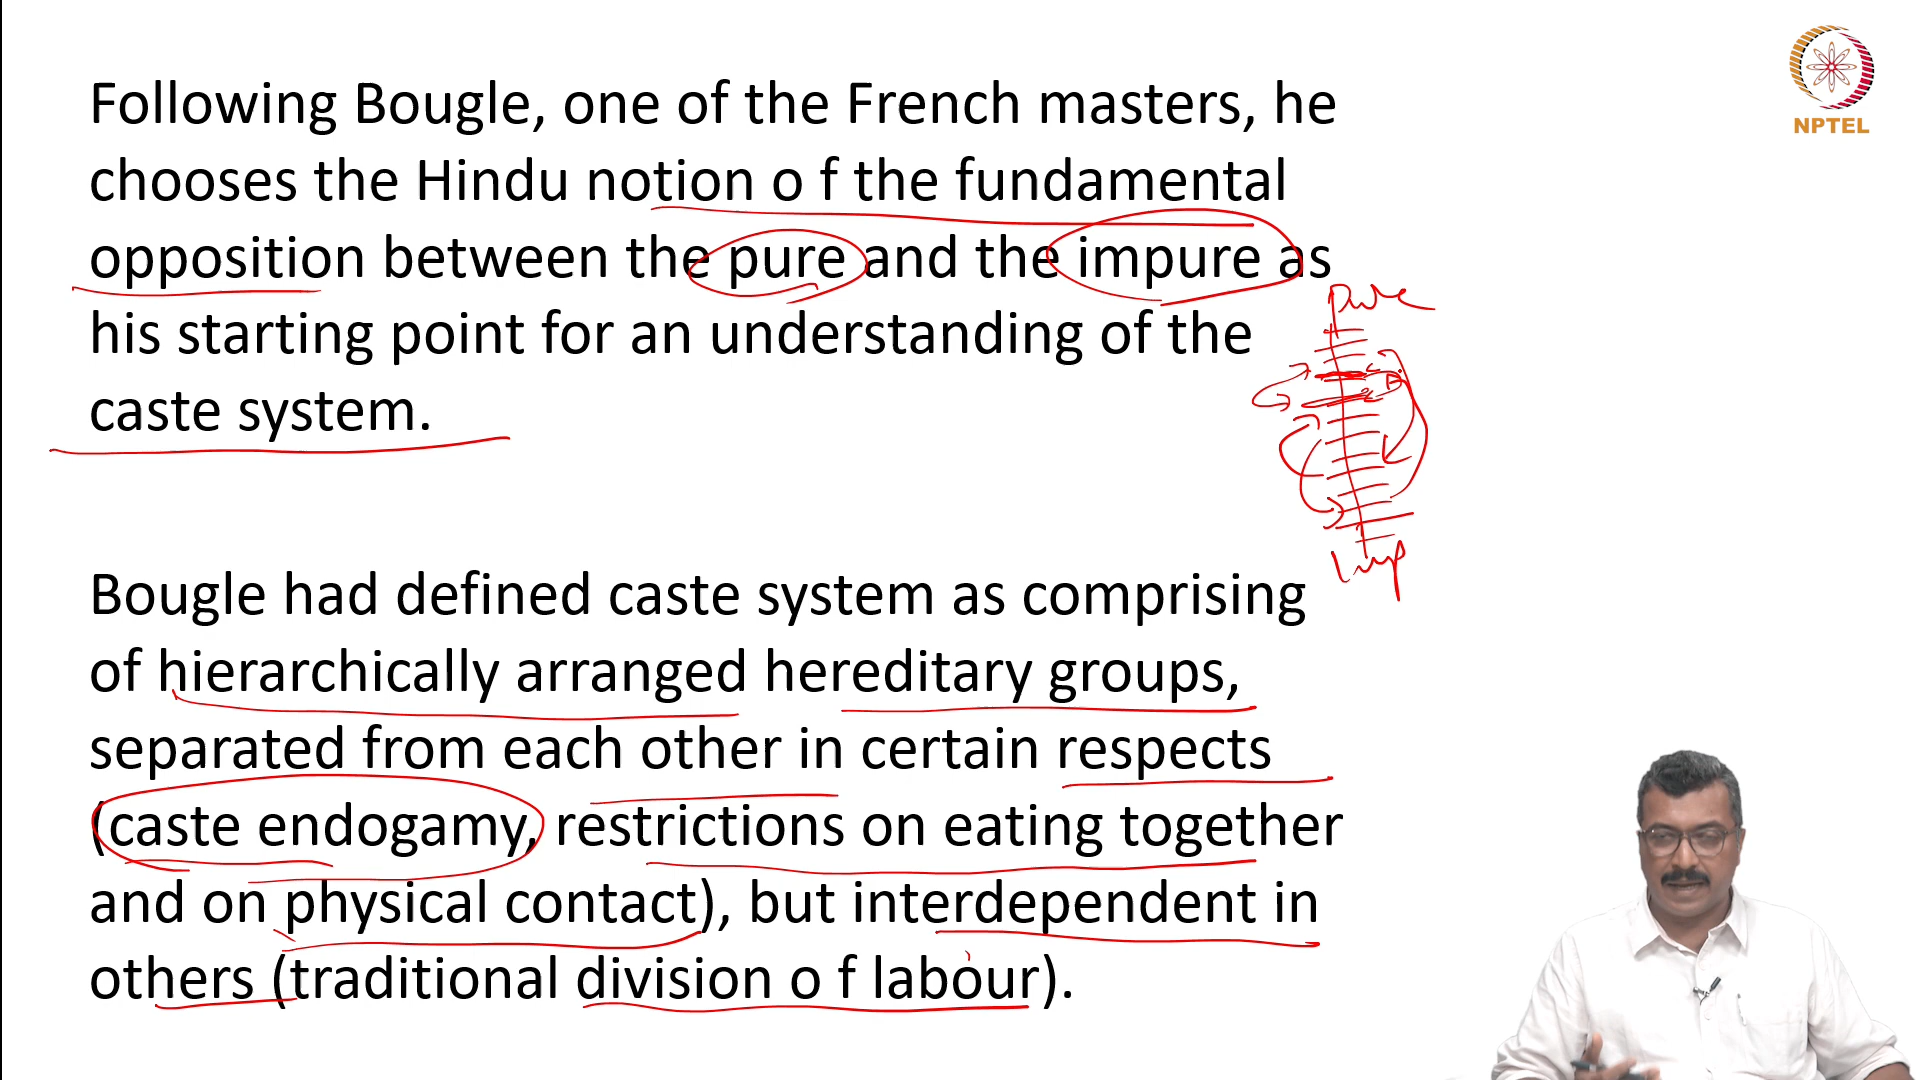 NPTEL
Following Bougle, one of the French masters, he
chooses the Hindu notion o f the fundamental
opposition between the pure and the impure as
his starting point for an understanding of the
caste system.
Pure
Imp
Bougle had defined caste system as comprising
of hierarchically arranged hereditary groups,
separated from each other in certain respects
(caste endogamy, restrictions on eating together
and on physical contact), but interdependent in
others (traditional division o f labour).